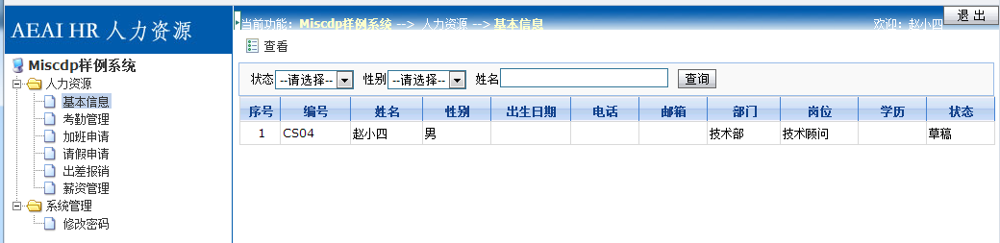 AEAI HR 人力资源
当前功能: Miscdp样例系统 --> 人力资源 --> 基本信息
欢迎: 赵小四
退 出
Miscdp样例系统
人力资源
基本信息
考勤管理
加班申请
请假申请
出差报销
薪资管理
系统管理
修改密码
查看
状态 --请选择-- 性别 --请选择-- 姓名 查询
序号 编号 姓名 性别 出生日期 电话 邮箱 部门 岗位 学历 状态
1 CS04 赵小四 男 技术部 技术顾问 草稿